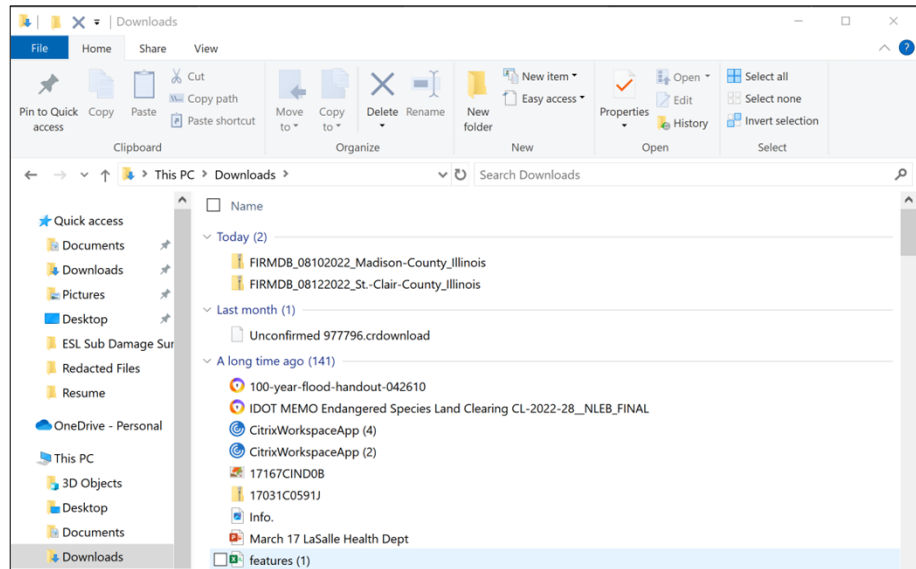 Downloads
File Home Share View
Pin to Quick access
Copy
Paste
Cut
Copy path
Paste shortcut
Clipboard
Move to
Copy to
Delete
Rename
Organize
New folder
New item
Easy access
New
Properties
Open
Edit
History
Open
Select all
Select none
Invert selection
Select
This PC > Downloads >
Search Downloads
Quick access
Documents
Downloads
Pictures
Desktop
ESL Sub Damage Sur
Redacted Files
Resume
OneDrive - Personal
This PC
3D Objects
Desktop
Documents
Downloads
Name
Today (2)
FIRMDB_08102022_Madison-County_Illinois
FIRMDB_08122022_St.-Clair-County_Illinois
Last month (1)
Unconfirmed 977796.crdownload
A long time ago (141)
100-year-flood-handout-042610
IDOT MEMO Endangered Species Land Clearing CL-2022-28__NLEB_FINAL
CitrixWorkspaceApp (4)
CitrixWorkspaceApp (2)
17167CIND0B
17031C0591J
Info.
March 17 LaSalle Health Dept
features (1)